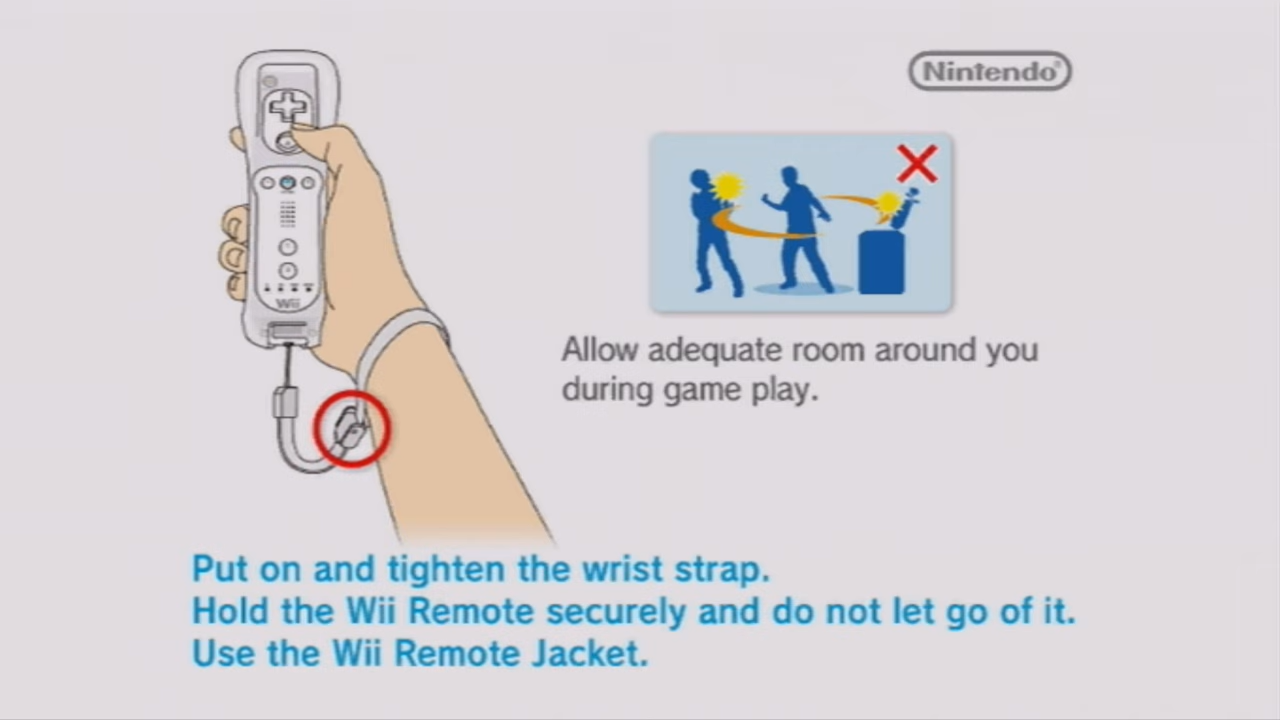 Nintendo®
Wii
Allow adequate room around you
during game play.
Put on and tighten the wrist strap.
Hold the Wii Remote securely and do not let go of it.
Use the Wii Remote Jacket.